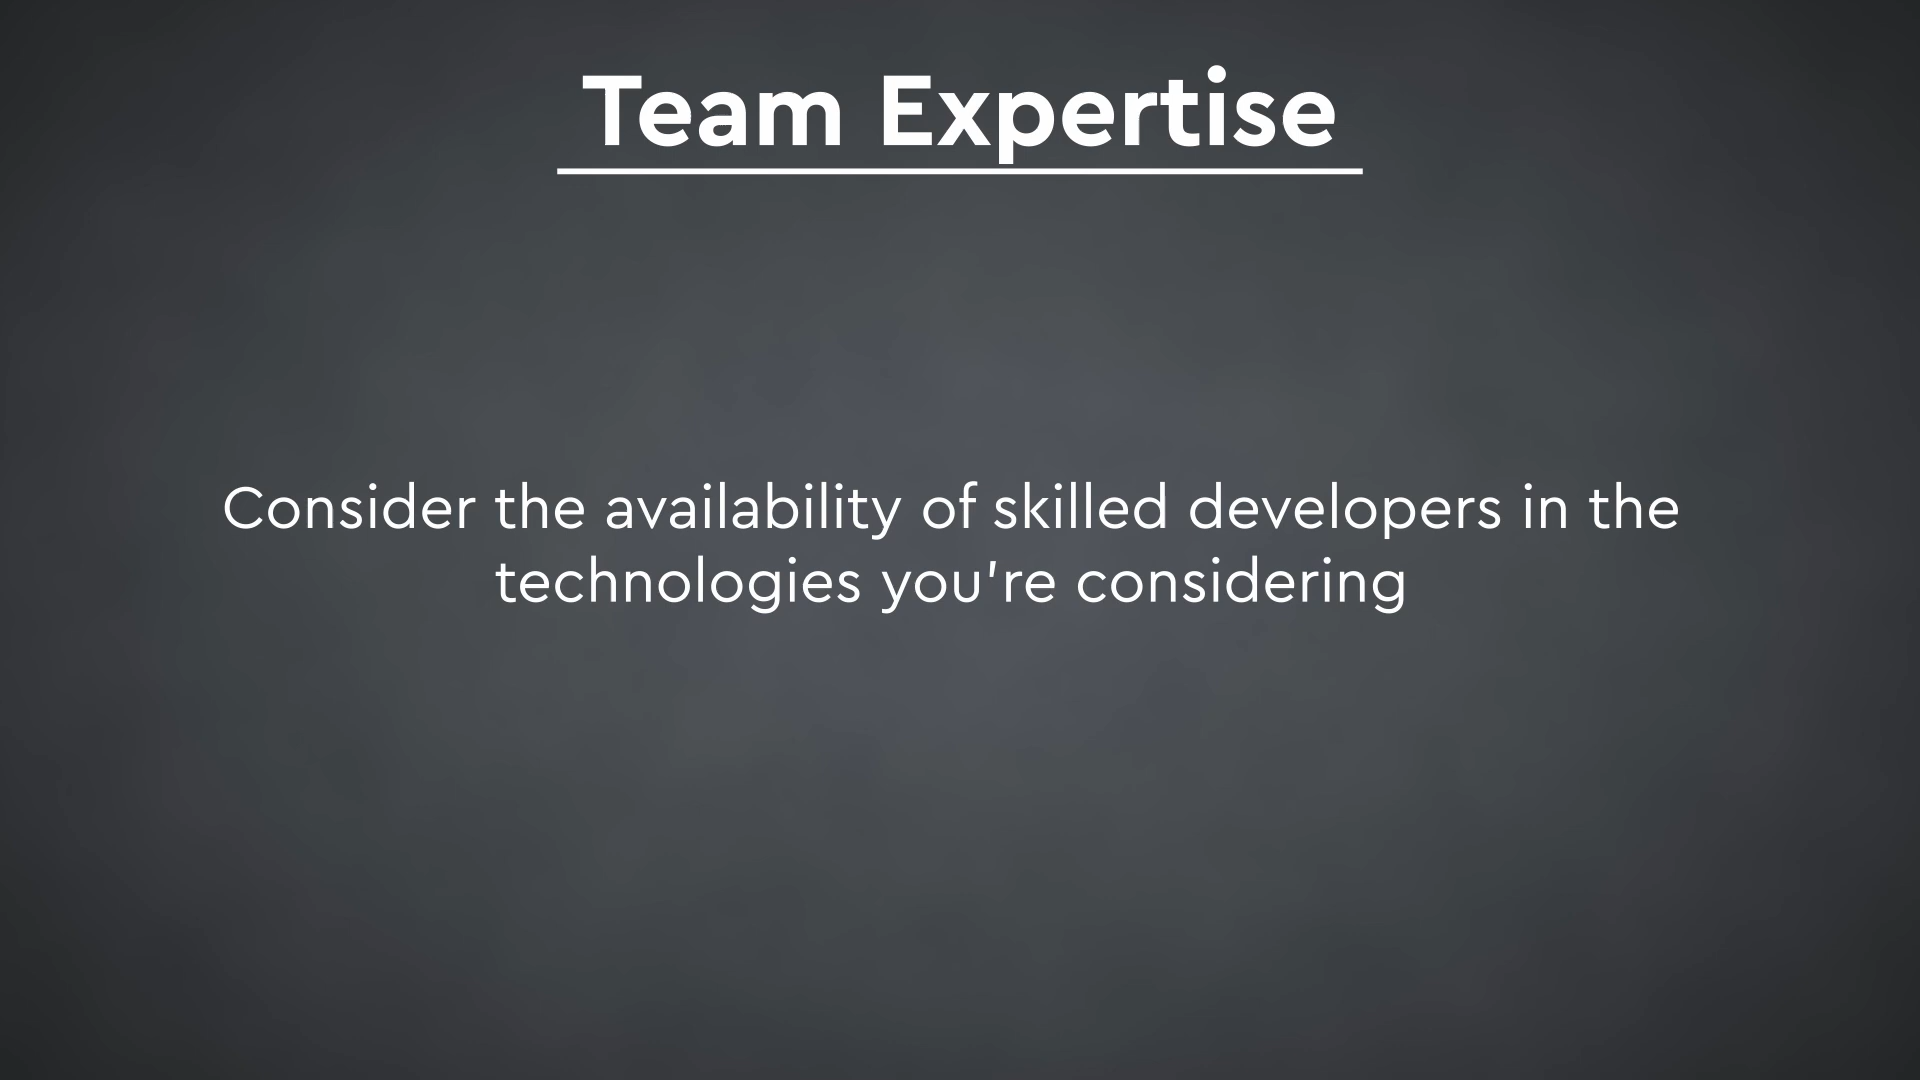 Team Expertise
Consider the availability of skilled developers in the
technologies you're considering